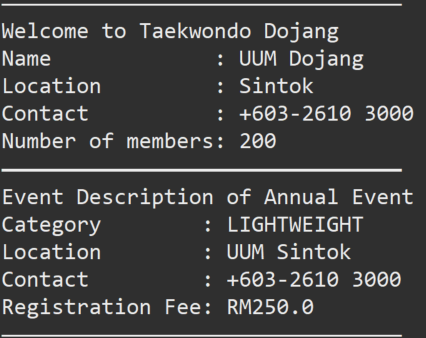 Welcome to Taekwondo Dojang
Name             : UUM Dojang
Location         : Sintok
Contact          : +603-2610 3000
Number of members: 200
Event Description of Annual Event
Category        : LIGHTWEIGHT
Location        : UUM Sintok
Contact         : +603-2610 3000
Registration Fee: RM250.0